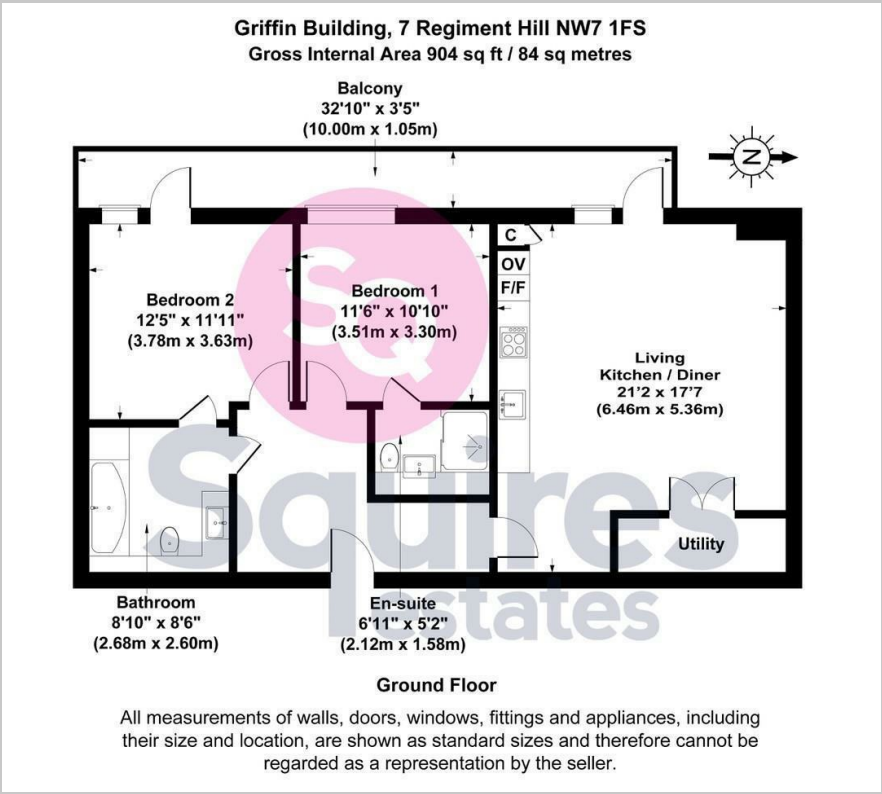 Griffin Building, 7 Regiment Hill NW7 1FS
Gross Internal Area 904 sq ft / 84 sq metres
Balcony
32'10" x 3'5"
(10.00m x 1.05m)
N
C
OV
F/F
Bedroom 2
12'5" x 11'11"
(3.78m x 3.63m)
Bedroom 1
11'6" x 10'10"
(3.51m x 3.30m)
SQ
Living
Kitchen / Diner
21'2 x 17'7
(6.46m x 5.36m)
Squires
estates
Utility
Bathroom
8'10" x 8'6"
(2.68m x 2.60m)
En-suite
6'11" x 5'2"
(2.12m x 1.58m)
Ground Floor
All measurements of walls, doors, windows, fittings and appliances, including
their size and location, are shown as standard sizes and therefore cannot be
regarded as a representation by the seller.